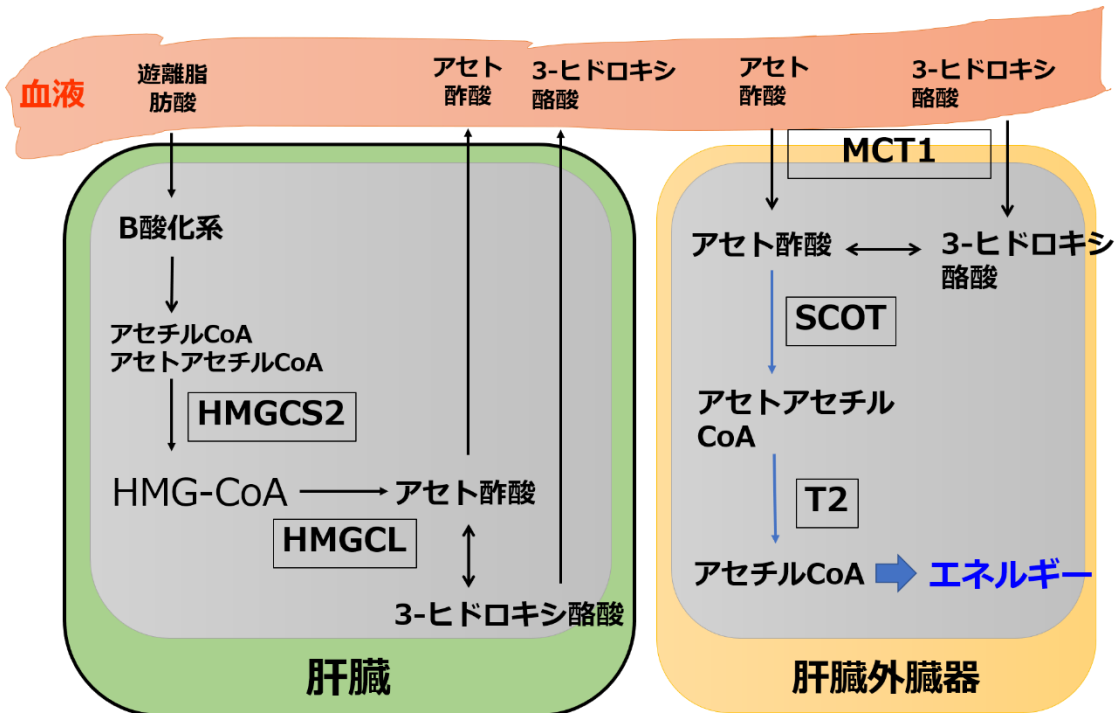 血液
遊離脂
肪酸
アセト
酢酸
3-ヒドロキシ
酪酸
アセト
酢酸
3-ヒドロキシ
酪酸
B酸化系
アセチルCoA
アセトアセチルCoA
HMGCS2
HMG-CoA
アセト酢酸
HMGCL
3-ヒドロキシ酪酸
肝臓
MCT1
アセト酢酸
3-ヒドロキシ
酪酸
SCOT
アセトアセチル
CoA
T2
アセチルCoA
エネルギー
肝臓外臓器